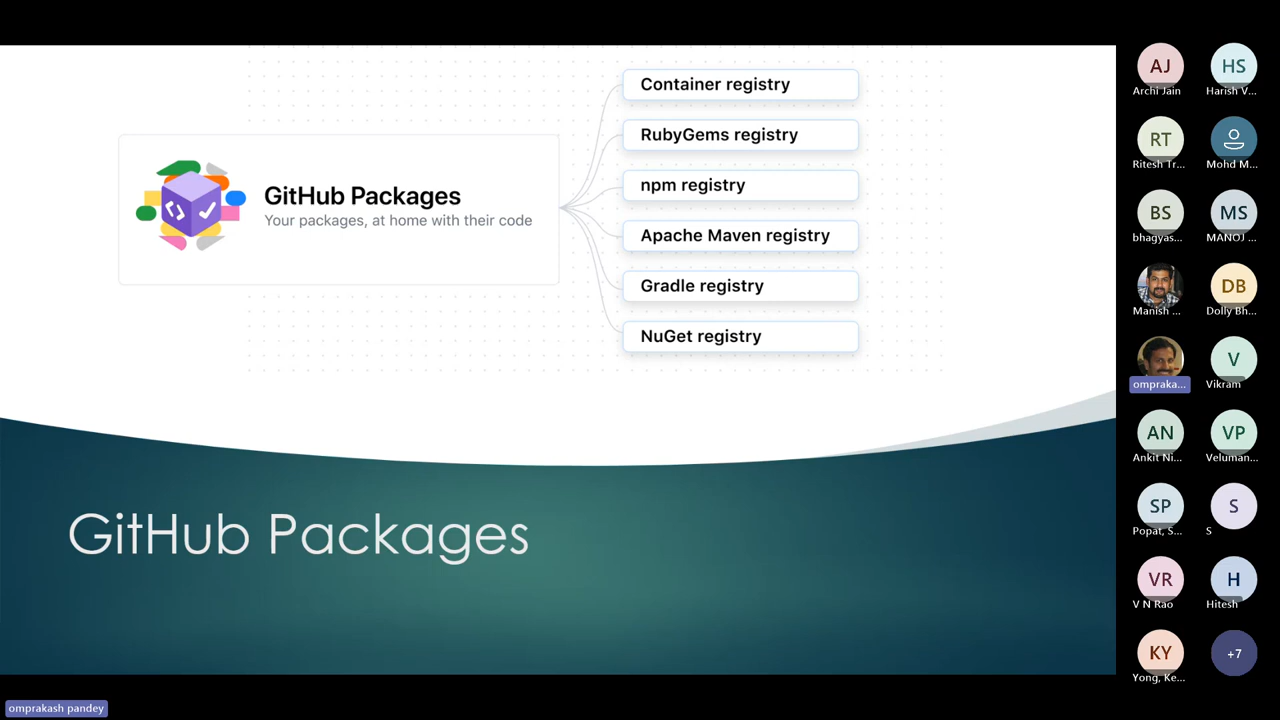 Container registry
RubyGems registry
npm registry
Apache Maven registry
Gradle registry
NuGet registry
GitHub Packages
Your packages, at home with their code
GitHub Packages
AJ
Archi Jain
HS
Harish V...
RT
Ritesh Tr...
Mohd M...
BS
bhagyas...
MS
MANOJ ...
Manish ...
DB
Dolly Bh...
ompraka...
V
Vikram
AN
Ankit Ni...
VP
Veluman...
SP
Popat, S...
S
S
VR
V N Rao
H
Hitesh
KY
Yong, Ke...
+7
omprakash pandey